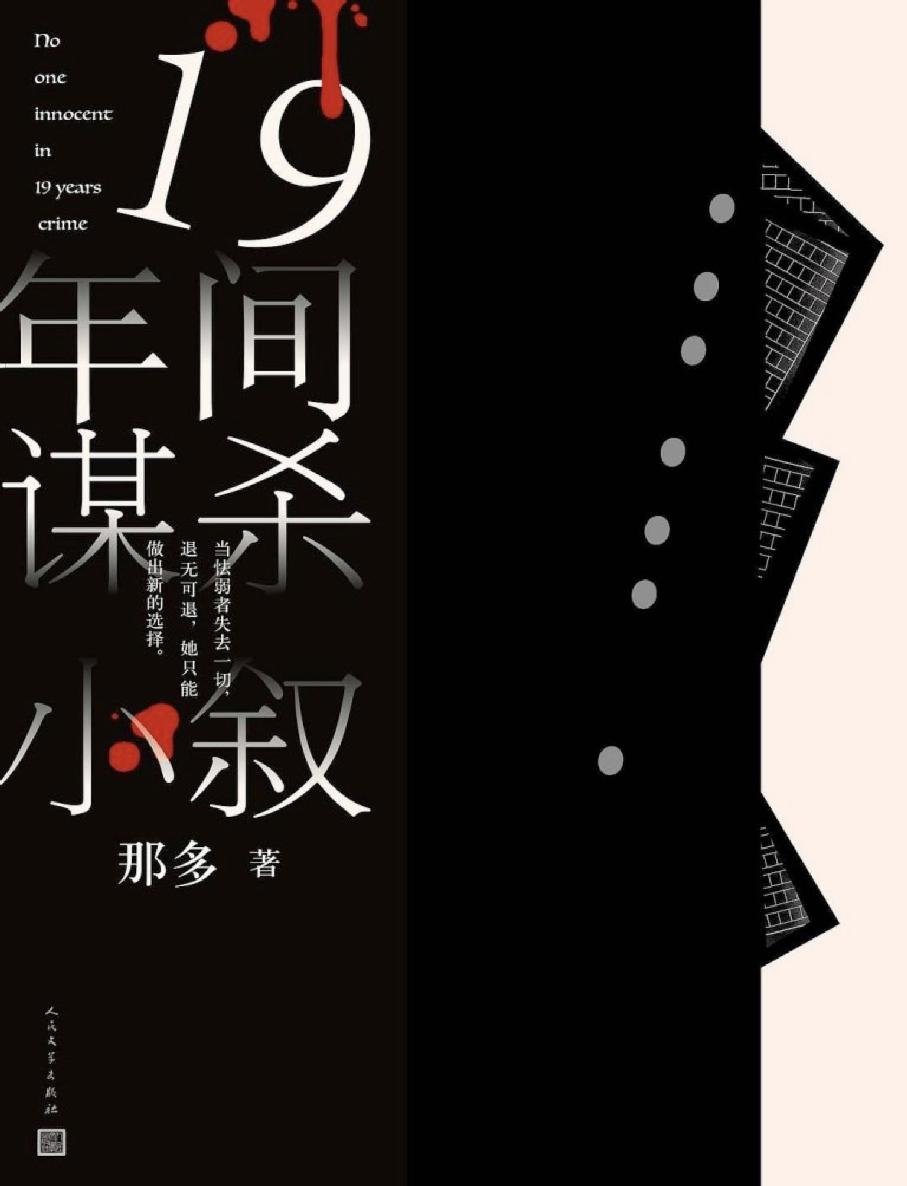 No
one
innocent
in
19 years
crime
19
年间
谋杀
小叙
当怯弱者失去一切，
退无可退，她只能
做出新的选择。
那多 著
人民文学出版社